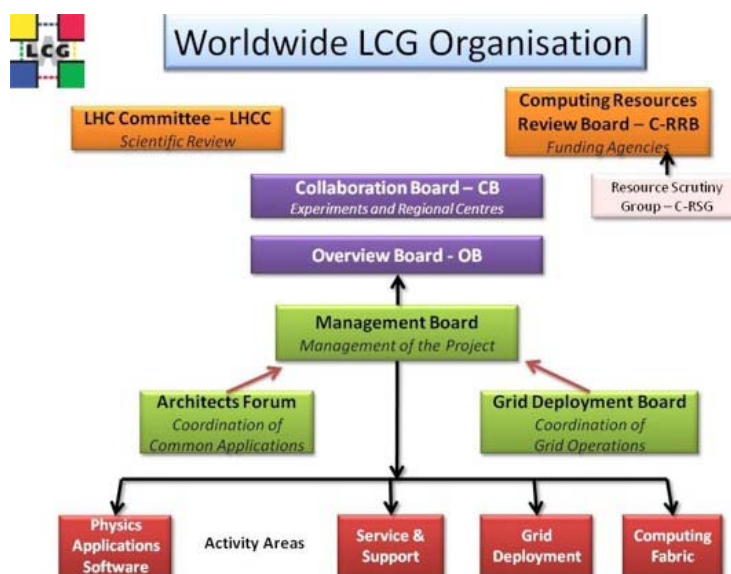 LCG
Worldwide LCG Organisation
LHC Committee – LHCC
Scientific Review
Computing Resources
Review Board – C-RRB
Funding Agencies
Resource Scrutiny
Group – C-RSG
Collaboration Board – CB
Experiments and Regional Centres
Overview Board - OB
Management Board
Management of the Project
Architects Forum
Coordination of
Common Applications
Grid Deployment Board
Coordination of
Grid Operations
Physics
Applications
Software
Activity Areas
Service &
Support
Grid
Deployment
Computing
Fabric